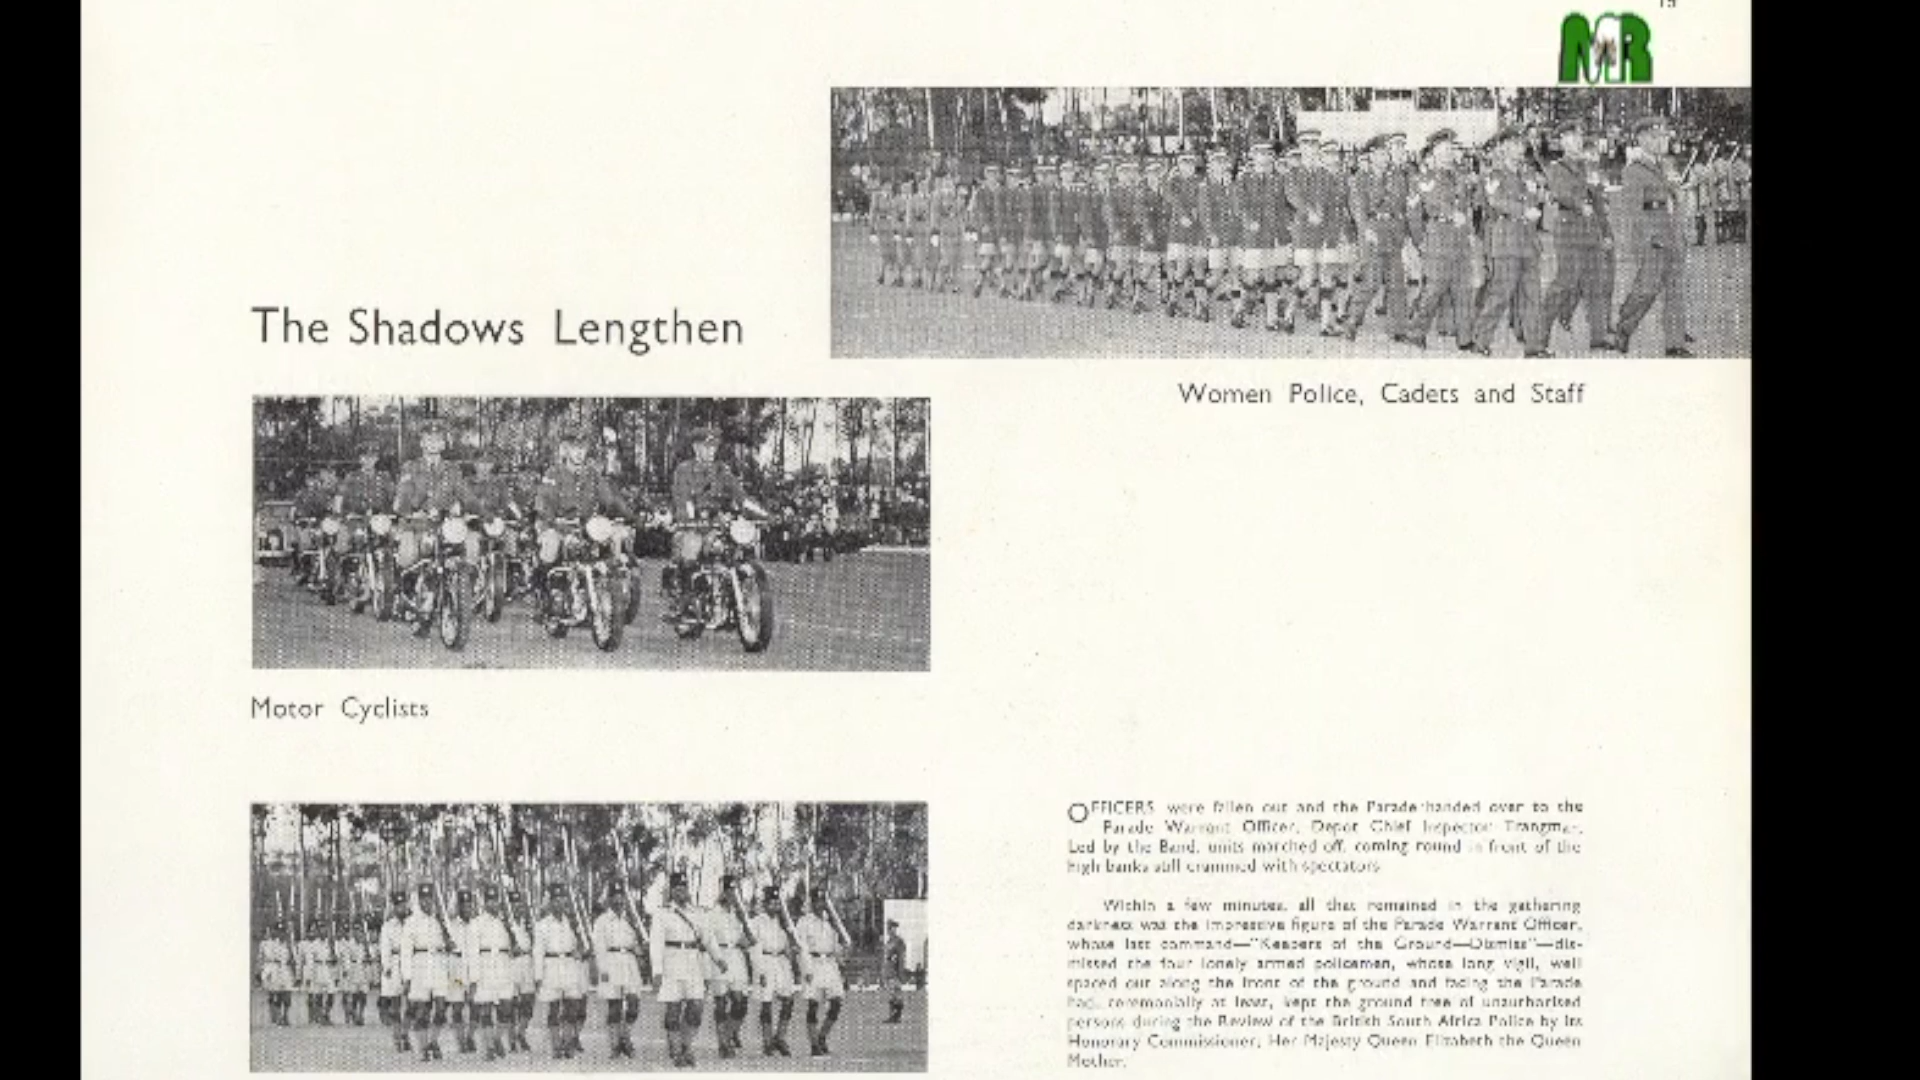 MR
The Shadows Lengthen
Women Police, Cadets and Staff
Motor Cyclists
OFFICERS were fallen out and the Parade handed over to the
Parade Warrant Officer, Depot Chief Inspector Trangmar.
Led by the Band, units marched off, coming round in front of the
high banks still crammed with spectators.
Within a few minutes, all that remained in the gathering
darkness was the impressive figure of the Parade Warrant Officer,
whose last command—"Keepers of the Ground—Dismiss"—dis-
missed the four lonely armed policemen, whose long vigil, well
spaced out along the front of the ground and facing the Parade
had, ceremonially at least, kept the ground free of unauthorised
persons during the Review of the British South Africa Police by its
Honorary Commissioner, Her Majesty Queen Elizabeth the Queen
Mother.